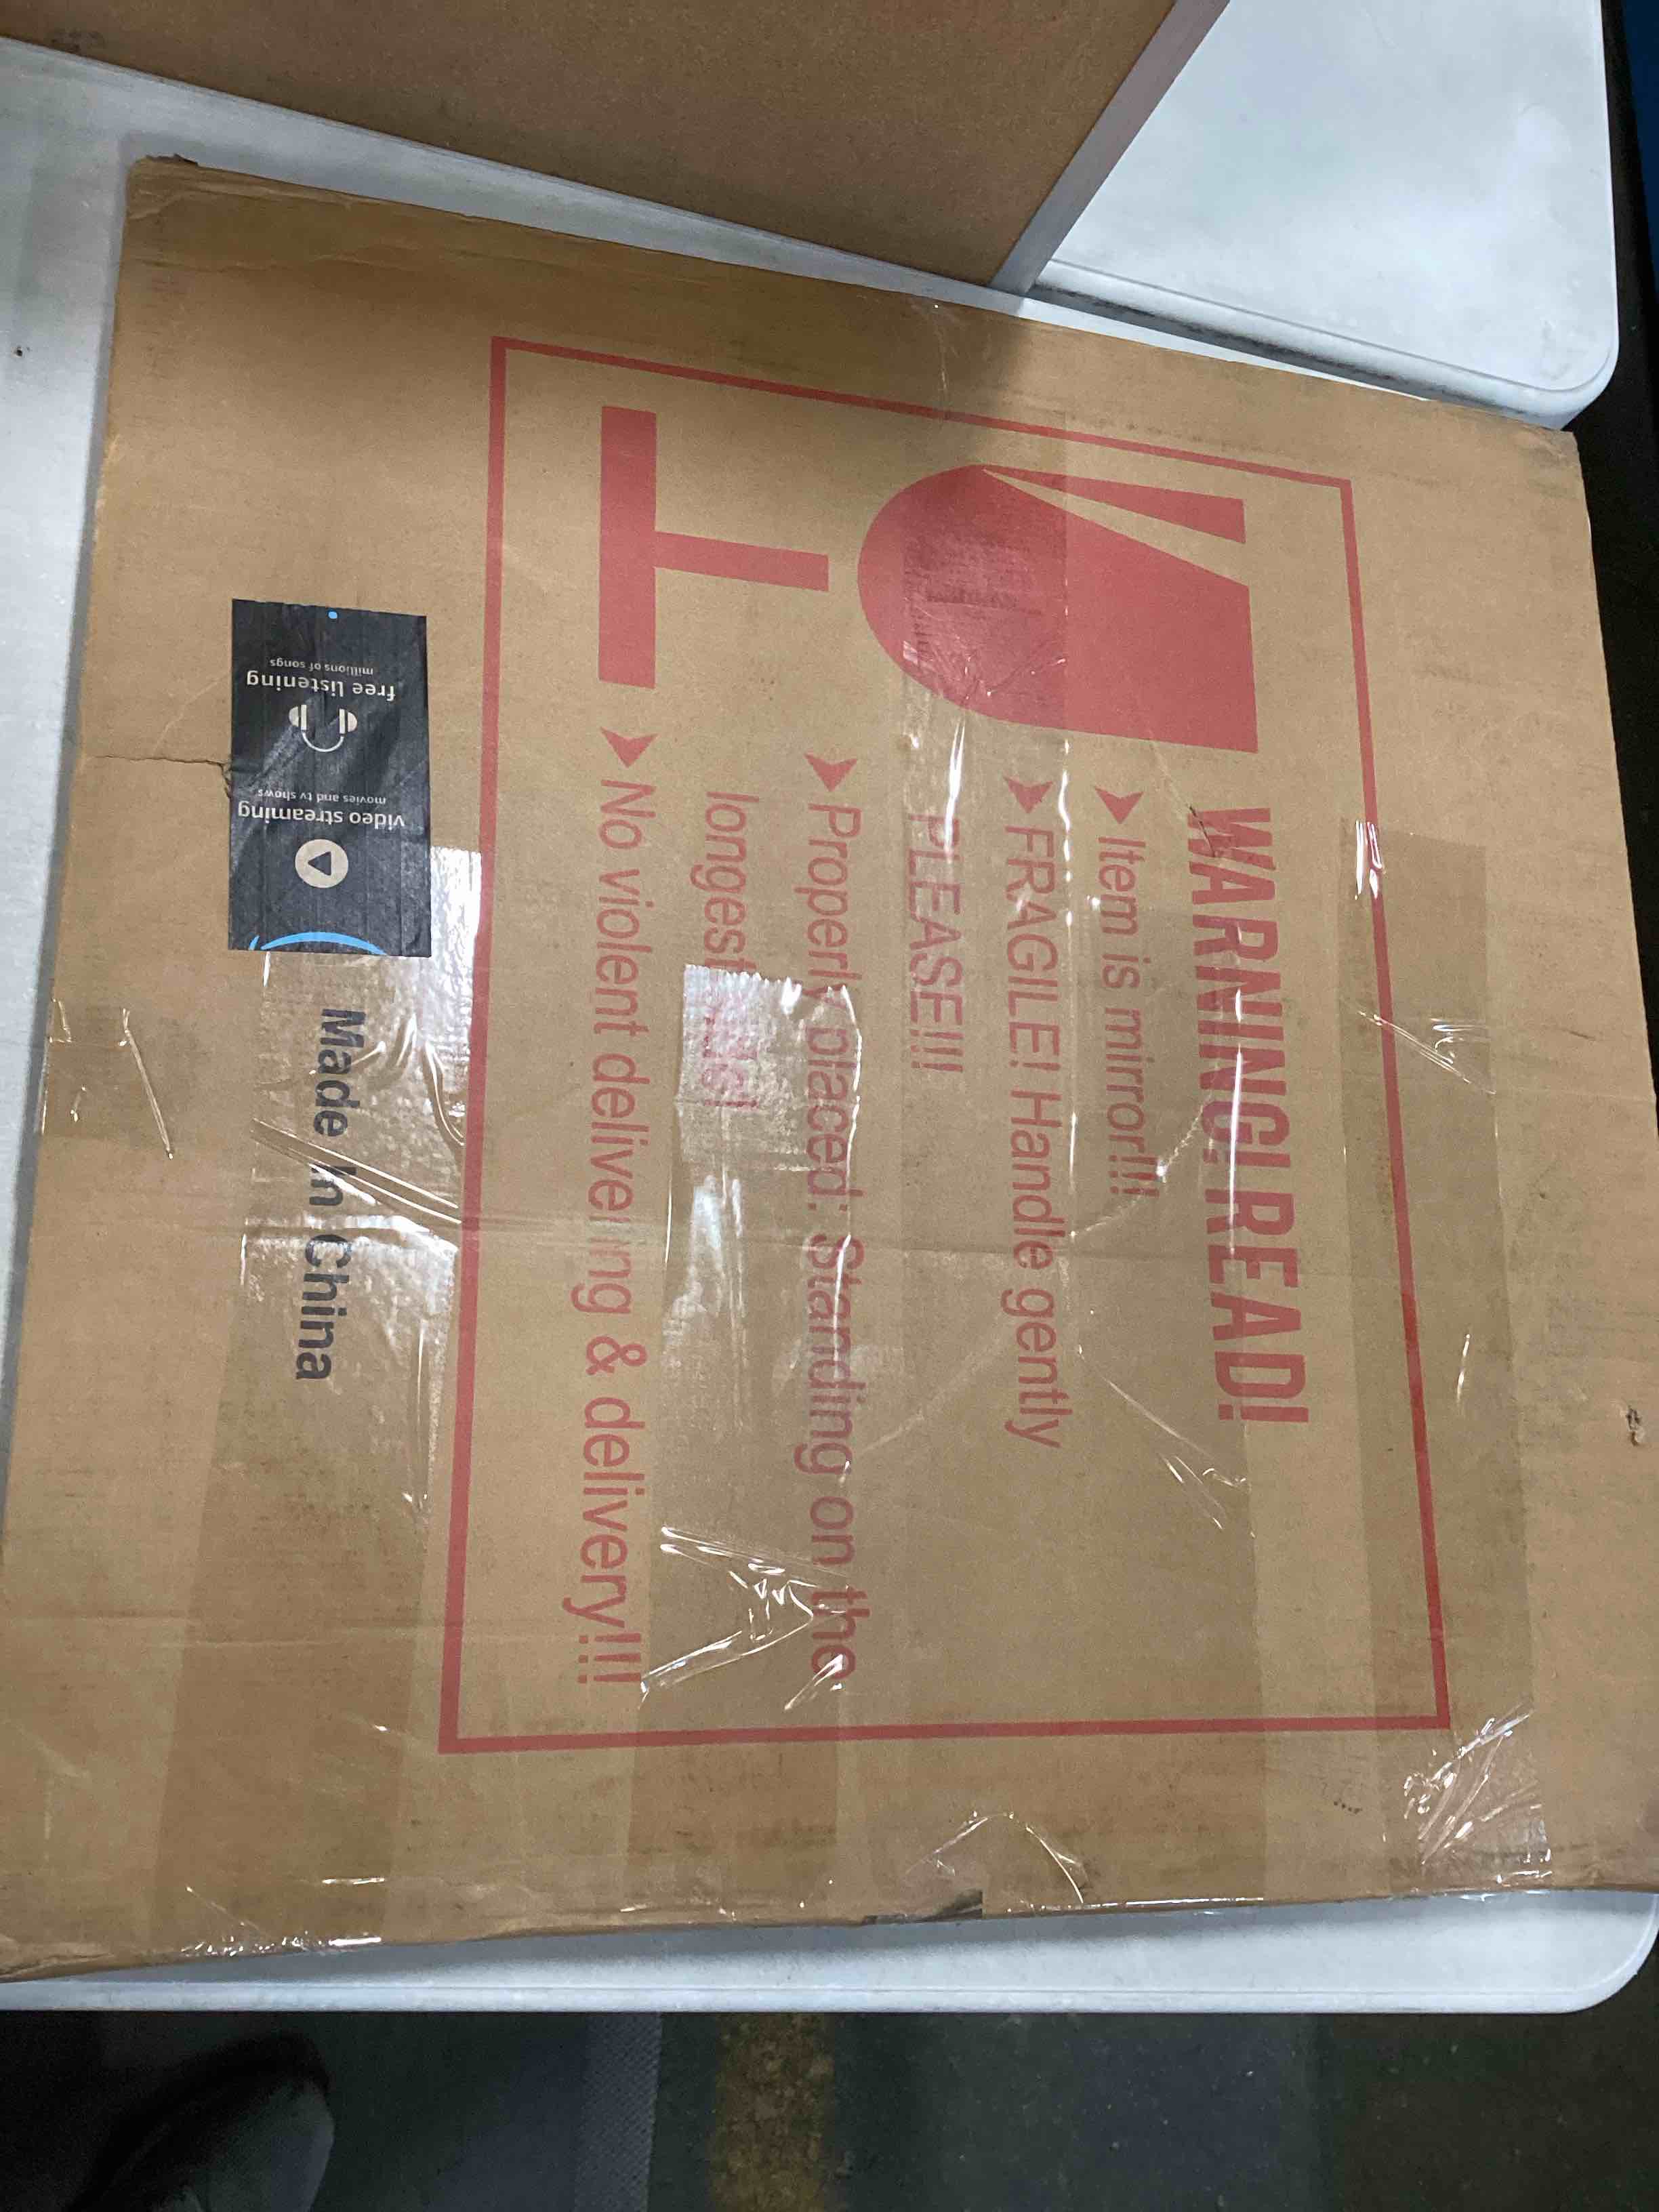 WARNING! READ!
➤ Item is mirror!!!
➤ FRAGILE! Handle gently
PLEASE!!!
➤ Properly placed: Standing on the
longest
➤ No violent delivering & delivery!!!
Made In China
free listening
millions of songs
video streaming
movies and tv shows